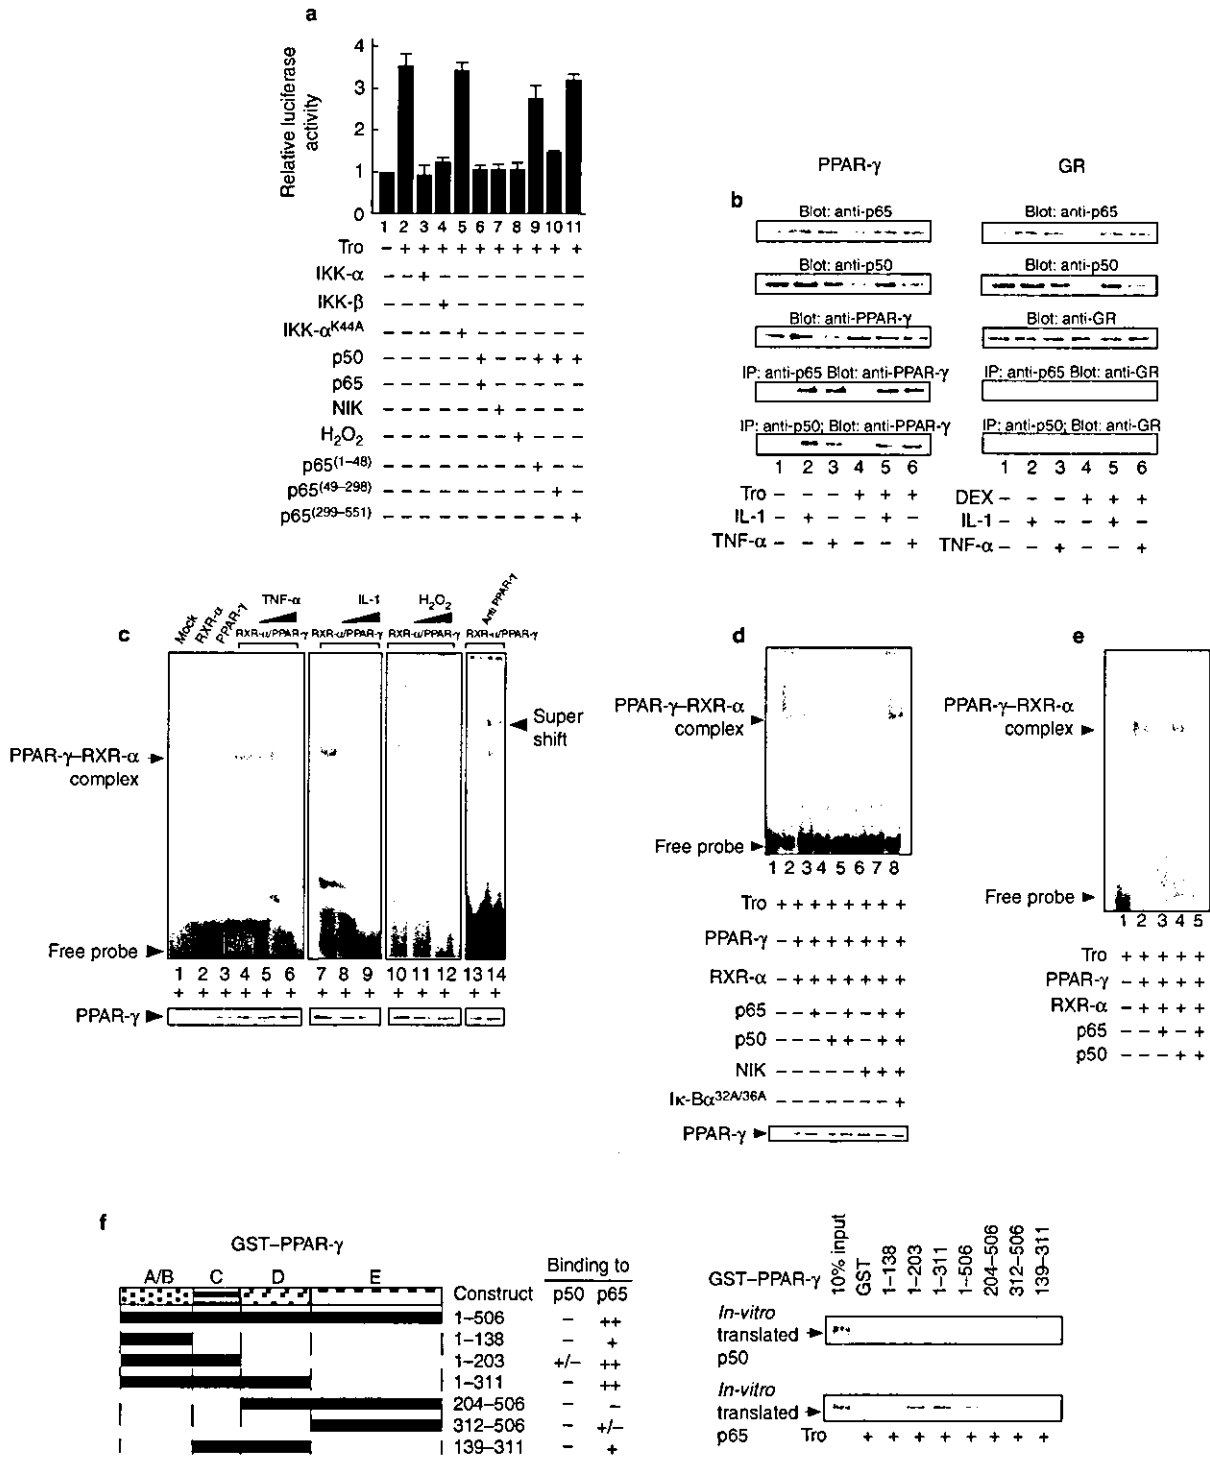 a
Relative luciferase activity
4
3
2
1
0
1 2 3 4 5 6 7 8 9 10 11
Tro – + + + + + + + + + +
IKK-α – – + – – – – – – – –
IKK-β – – – + – – – – – – –
IKK-α^K44A – – – – + – – – – – –
p50 – – – – – + – – + + +
p65 – – – – – + – – – – –
NIK – – – – – – + – – – –
H2O2 – – – – – – – + – – –
p65(1–48) – – – – – – – – + – –
p65(49–298) – – – – – – – – – + –
p65(299–551) – – – – – – – – – – +
b
PPAR-γ GR
Blot: anti-p65 Blot: anti-p65
Blot: anti-p50 Blot: anti-p50
Blot: anti-PPAR-γ Blot: anti-GR
IP: anti-p65 Blot: anti-PPAR-γ IP: anti-p65 Blot: anti-GR
IP: anti-p50; Blot: anti-PPAR-γ IP: anti-p50; Blot: anti-GR
1 2 3 4 5 6 1 2 3 4 5 6
Tro – – – + + + DEX – – – + + +
IL-1 – + – – + – IL-1 – + – – + –
TNF-α – – + – – + TNF-α – – + – – +
c
Mock
RXR-α
PPAR-γ
TNF-α IL-1 H2O2 Anti PPAR-γ
RXR-α/PPAR-γ RXR-α/PPAR-γ RXR-α/PPAR-γ RXR-α/PPAR-γ
Super shift
PPAR-γ–RXR-α complex
Free probe
1 2 3 4 5 6 7 8 9 10 11 12 13 14
+ + + + + + + + + + + + + +
PPAR-γ
d
PPAR-γ–RXR-α complex
Free probe
1 2 3 4 5 6 7 8
Tro + + + + + + + +
PPAR-γ – + + + + + + +
RXR-α – + + + + + + +
p65 – – + – + – + +
p50 – – – + + – + +
NIK – – – – – + + +
Iκ-Bα^32A/36A – – – – – – – +
PPAR-γ
e
PPAR-γ–RXR-α complex
Free probe
1 2 3 4 5
Tro + + + + +
PPAR-γ – + + + +
RXR-α – + + + +
p65 – – + – +
p50 – – – + +
f
GST–PPAR-γ
A/B C D E
Binding to
Construct p50 p65
1–506 – ++
1–138 – +
1–203 +/– ++
1–311 – ++
204–506 – –
312–506 – +/–
139–311 – +
GST–PPAR-γ
10% input
GST
1–138
1–203
1–311
1–506
204–506
312–506
139–311
In-vitro
translated
p50
In-vitro
translated
p65
Tro + + + + + + + +